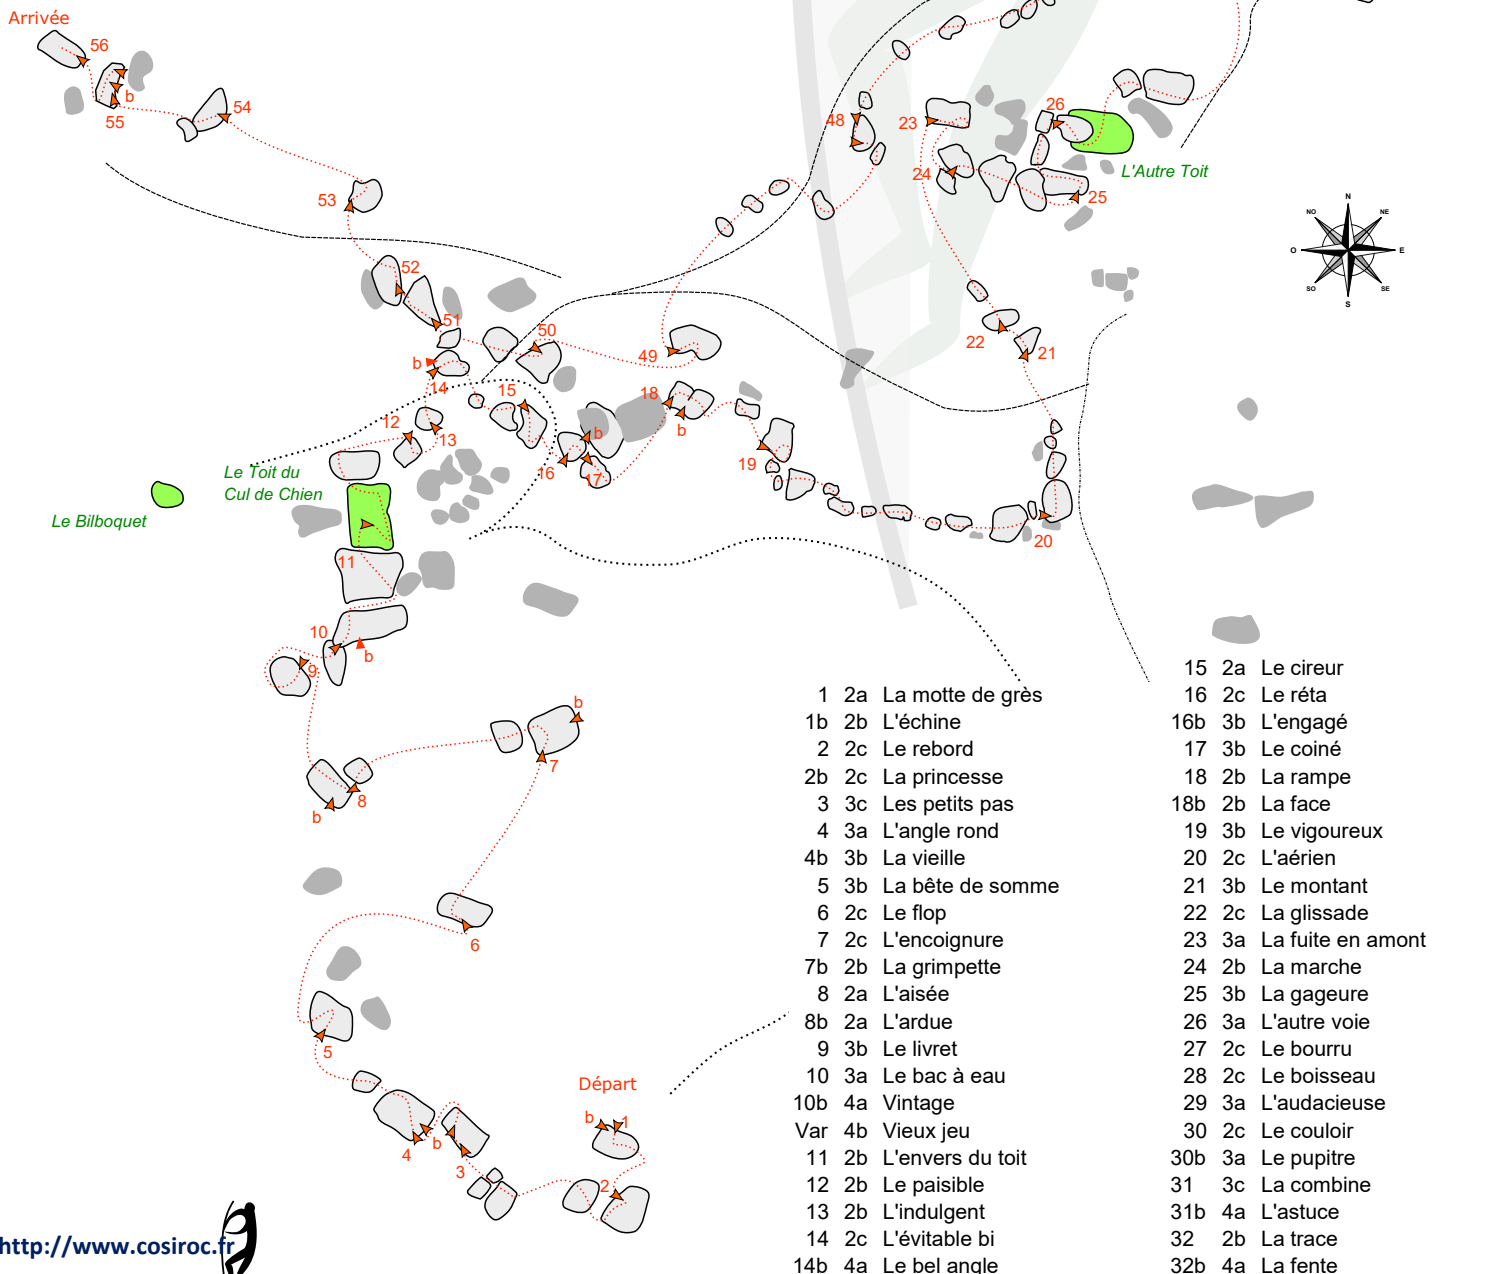 Arrivée
56
b
55
54
53
52
51
50
49
48
23
24
26
25
L'Autre Toit
N
NO
NE
O
E
SO
SE
S
22
21
b
14
15
18
b
12
13
16
b
17
19
20
Le Toit du
Cul de Chien
Le Bilboquet
11
10
b
9
b
7
8
b
6
5
4
b
3
Départ
b
1
2
http://www.cosiroc.fr
1 2a La motte de grès
1b 2b L'échine
2 2c Le rebord
2b 2c La princesse
3 3c Les petits pas
4 3a L'angle rond
4b 3b La vieille
5 3b La bête de somme
6 2c Le flop
7 2c L'encoignure
7b 2b La grimpette
8 2a L'aisée
8b 2a L'ardue
9 3b Le livret
10 3a Le bac à eau
10b 4a Vintage
Var 4b Vieux jeu
11 2b L'envers du toit
12 2b Le paisible
13 2b L'indulgent
14 2c L'évitable bi
14b 4a Le bel angle
15 2a Le cireur
16 2c Le réta
16b 3b L'engagé
17 3b Le coiné
18 2b La rampe
18b 2b La face
19 3b Le vigoureux
20 2c L'aérien
21 3b Le montant
22 2c La glissade
23 3a La fuite en amont
24 2b La marche
25 3b La gageure
26 3a L'autre voie
27 2c Le bourru
28 2c Le boisseau
29 3a L'audacieuse
30 2c Le couloir
30b 3a Le pupitre
31 3c La combine
31b 4a L'astuce
32 2b La trace
32b 4a La fente